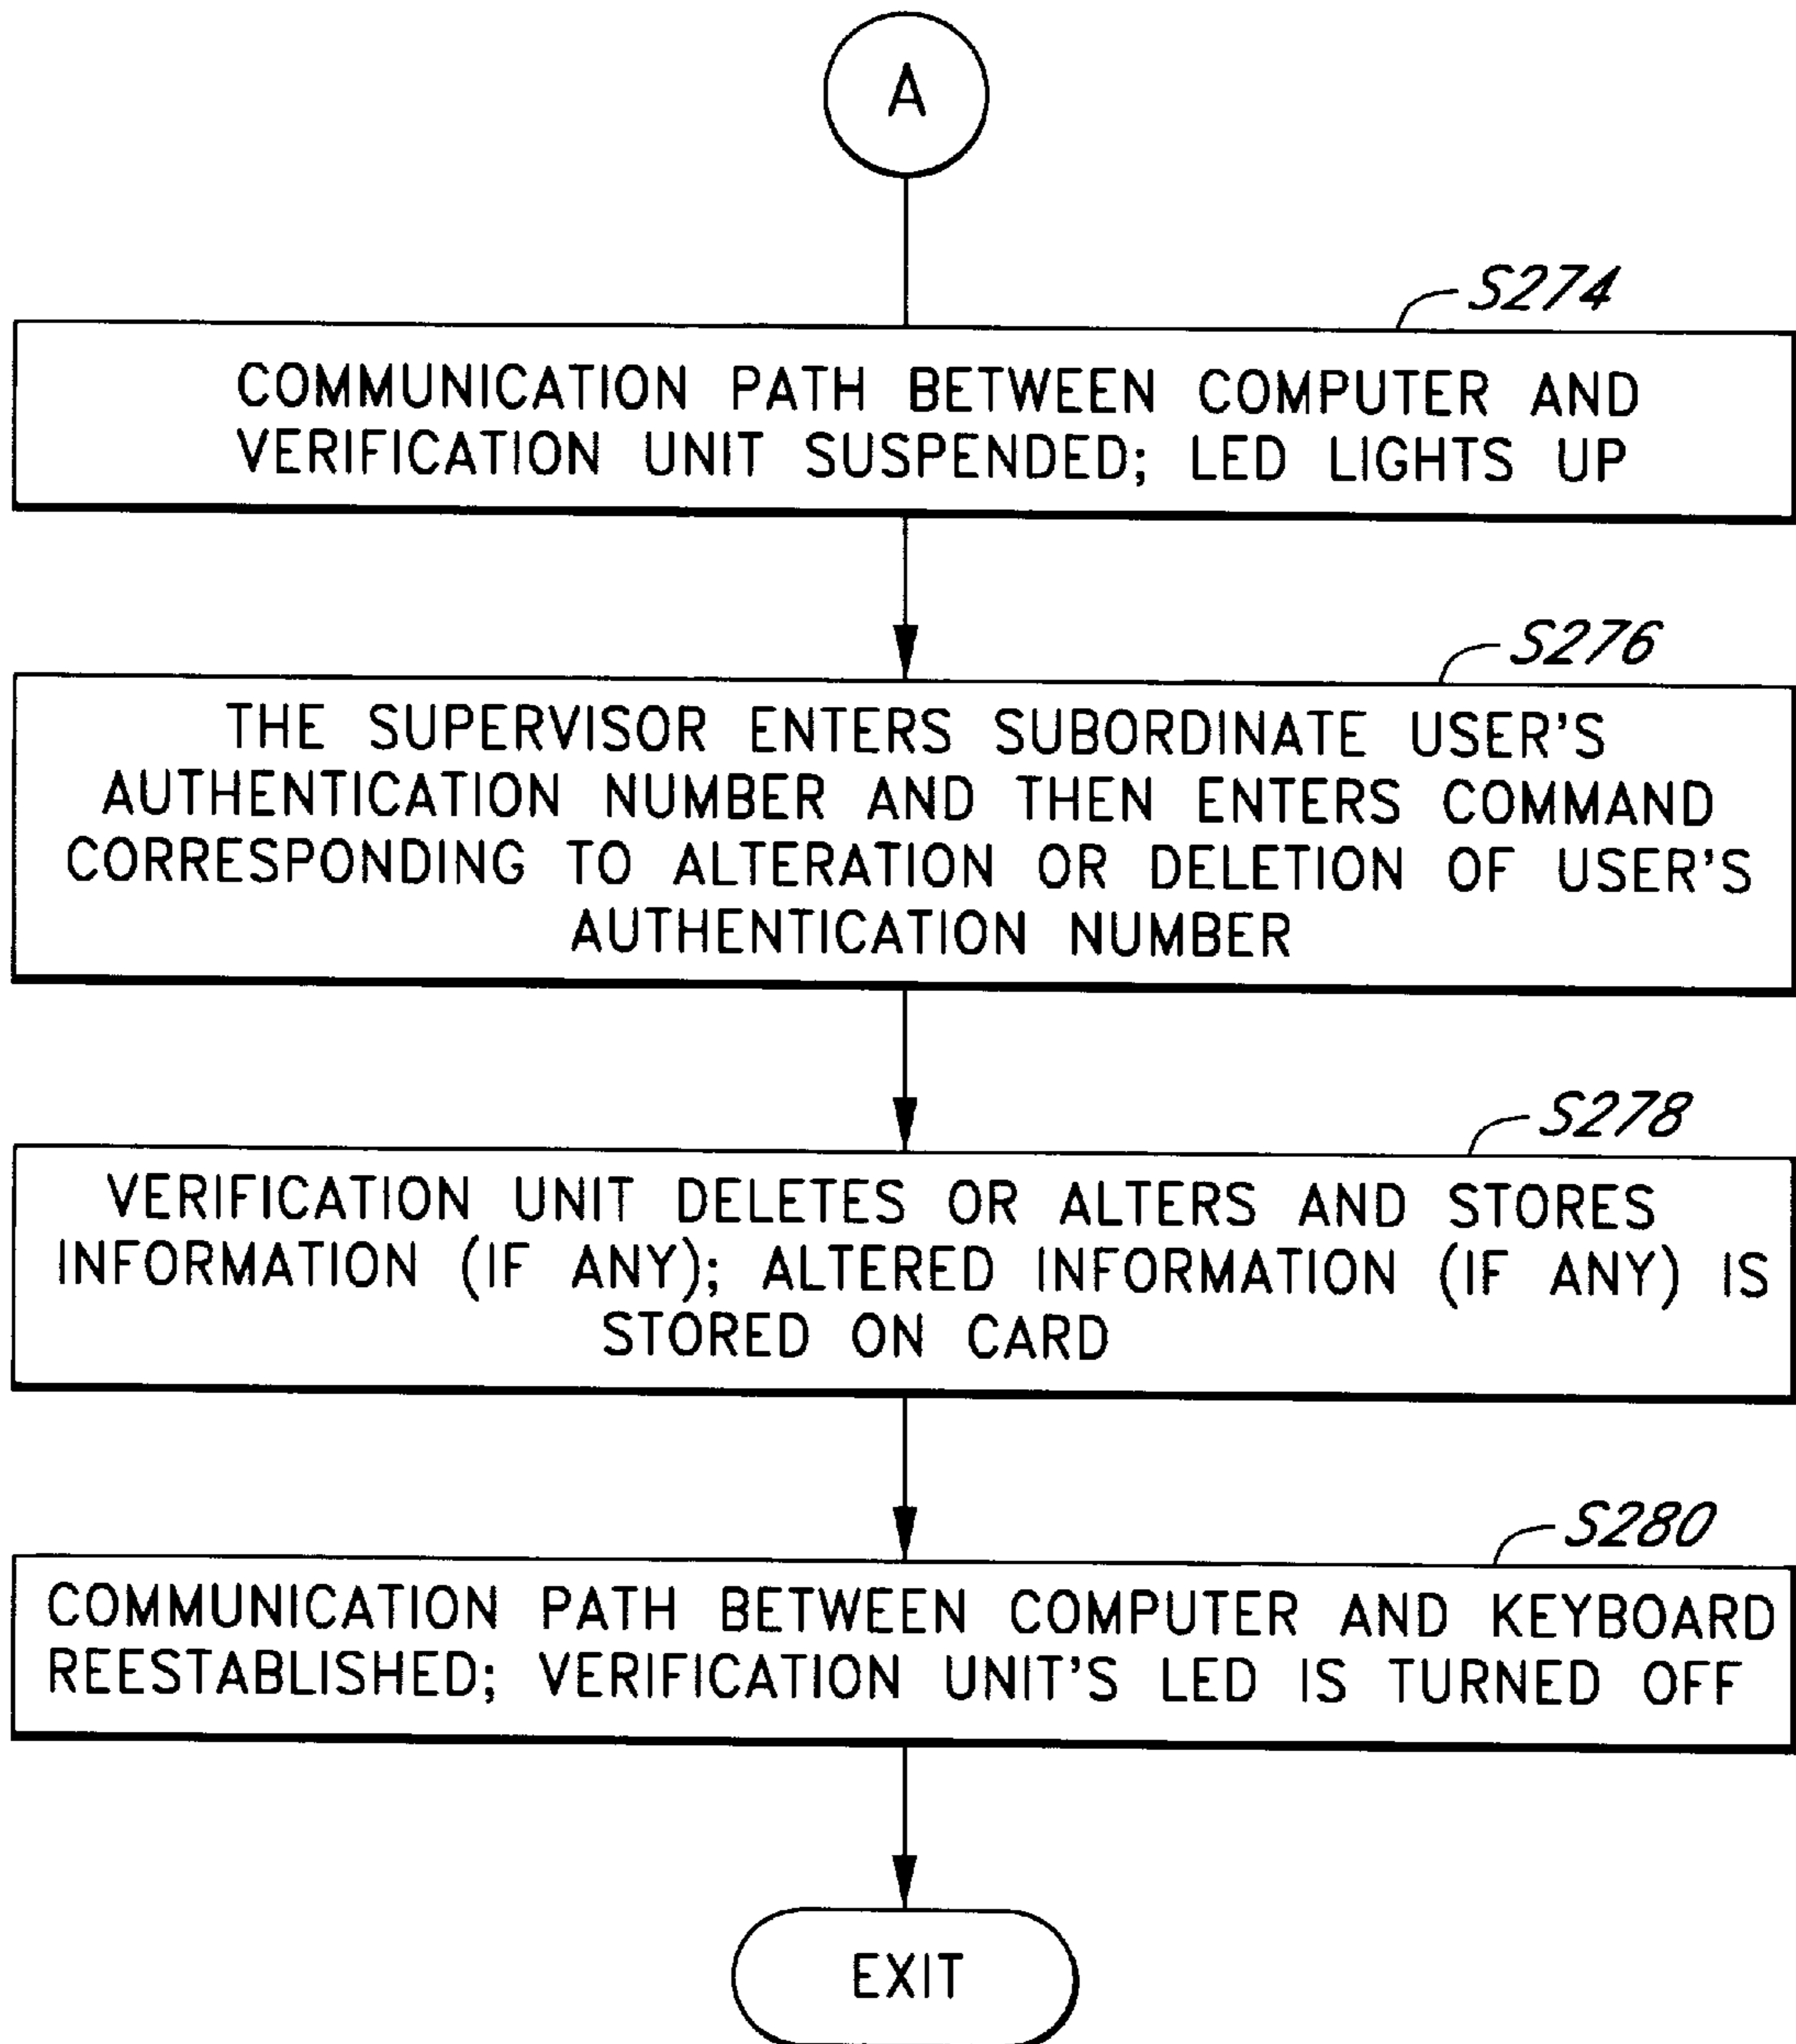 A
S274
COMMUNICATION PATH BETWEEN COMPUTER AND
VERIFICATION UNIT SUSPENDED; LED LIGHTS UP
S276
THE SUPERVISOR ENTERS SUBORDINATE USER'S
AUTHENTICATION NUMBER AND THEN ENTERS COMMAND
CORRESPONDING TO ALTERATION OR DELETION OF USER'S
AUTHENTICATION NUMBER
S278
VERIFICATION UNIT DELETES OR ALTERS AND STORES
INFORMATION (IF ANY); ALTERED INFORMATION (IF ANY) IS
STORED ON CARD
S280
COMMUNICATION PATH BETWEEN COMPUTER AND KEYBOARD
REESTABLISHED; VERIFICATION UNIT'S LED IS TURNED OFF
EXIT